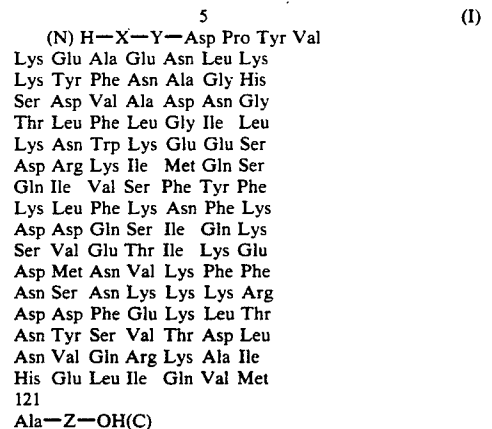 5 (I)
(N) H—X—Y—Asp Pro Tyr Val
Lys Glu Ala Glu Asn Leu Lys
Lys Tyr Phe Asn Ala Gly His
Ser Asp Val Ala Asp Asn Gly
Thr Leu Phe Leu Gly Ile Leu
Lys Asn Trp Lys Glu Glu Ser
Asp Arg Lys Ile Met Gln Ser
Gln Ile Val Ser Phe Tyr Phe
Lys Leu Phe Lys Asn Phe Lys
Asp Asp Gln Ser Ile Gln Lys
Ser Val Glu Thr Ile Lys Glu
Asp Met Asn Val Lys Phe Phe
Asn Ser Asn Lys Lys Lys Arg
Asp Asp Phe Glu Lys Leu Thr
Asn Tyr Ser Val Thr Asp Leu
Asn Val Gln Arg Lys Ala Ile
His Glu Leu Ile Gln Val Met
121
Ala—Z—OH(C)